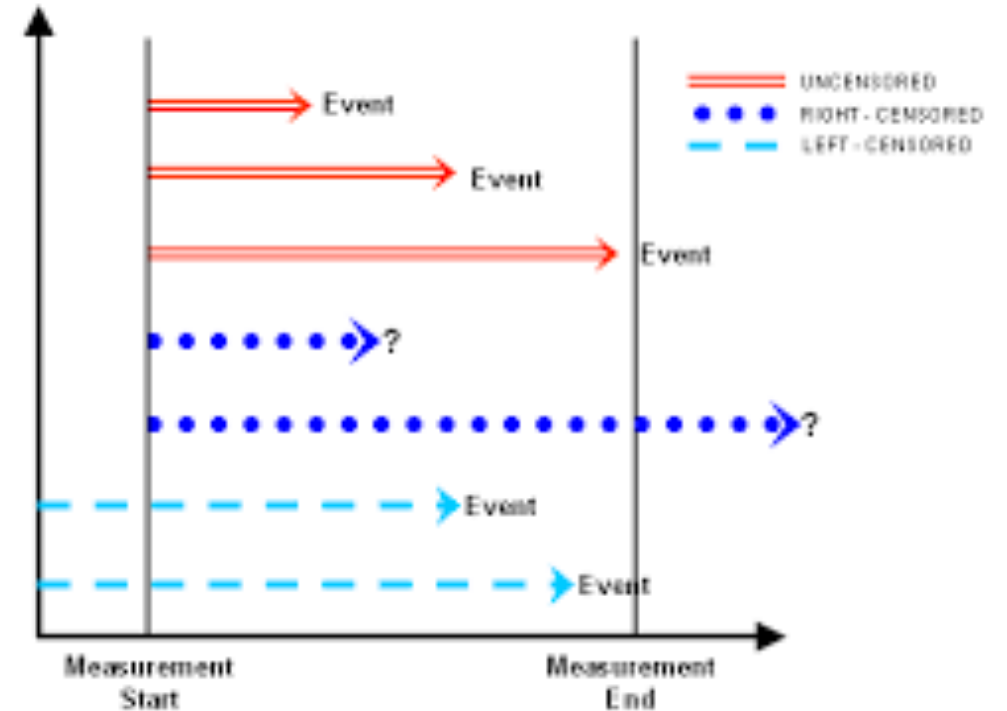 UNCENSORED
RIGHT - CENSORED
LEFT - CENSORED
Event
Event
Event
?
?
Event
Event
Measurement
Start
Measurement
End